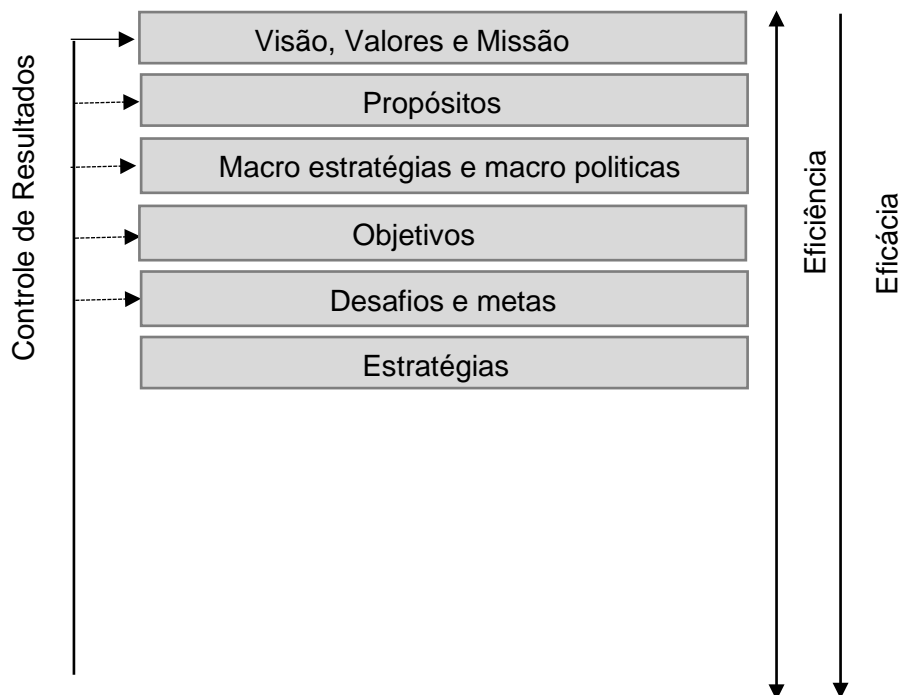 Controle de Resultados
Visão, Valores e Missão
Propósitos
Macro estratégias e macro politicas
Objetivos
Desafios e metas
Estratégias
Eficiência
Eficácia